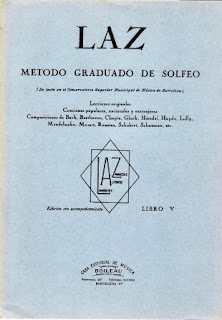 LAZ
METODO GRADUADO DE SOLFEO
(De texto en el Conservatorio Superior Municipal de Música de Barcelona)
Lecciones originales
Canciones populares, nacionales y extranjeras
Composiciones de Bach, Beethoven, Chopin, Gluck, Haendel, Haydn, Lully,
Mendelssohn, Mozart, Rameau, Schubert, Schumann, etc.
LAZ
Edición sin acompañamiento
LIBRO V
CASA EDITORIAL DE MUSICA
BOILEAU
BARCELONA